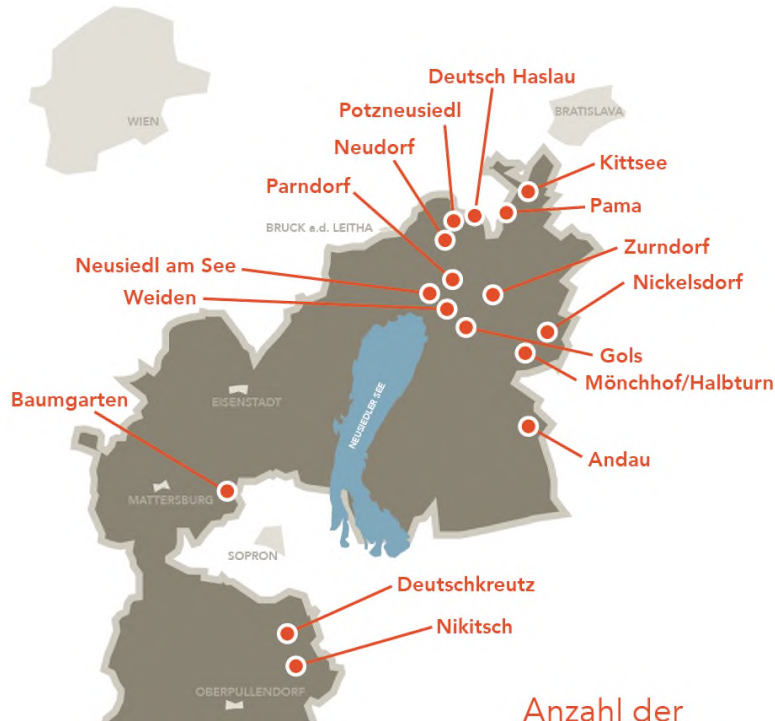 Deutsch Haslau
Potzneusiedl
BRATISLAVA
WIEN
Neudorf
Kittsee
Parndorf
Pama
BRUCK a.d. LEITHA
Zurndorf
Neusiedl am See
Nickelsdorf
Weiden
Gols
Mönchhof/Halbturn
Baumgarten
EISENSTADT
NEUSIEDLER SEE
Andau
MATTERSBURG
SOPRON
Deutschkreutz
Nikitsch
OBERPULLENDORF
Anzahl der